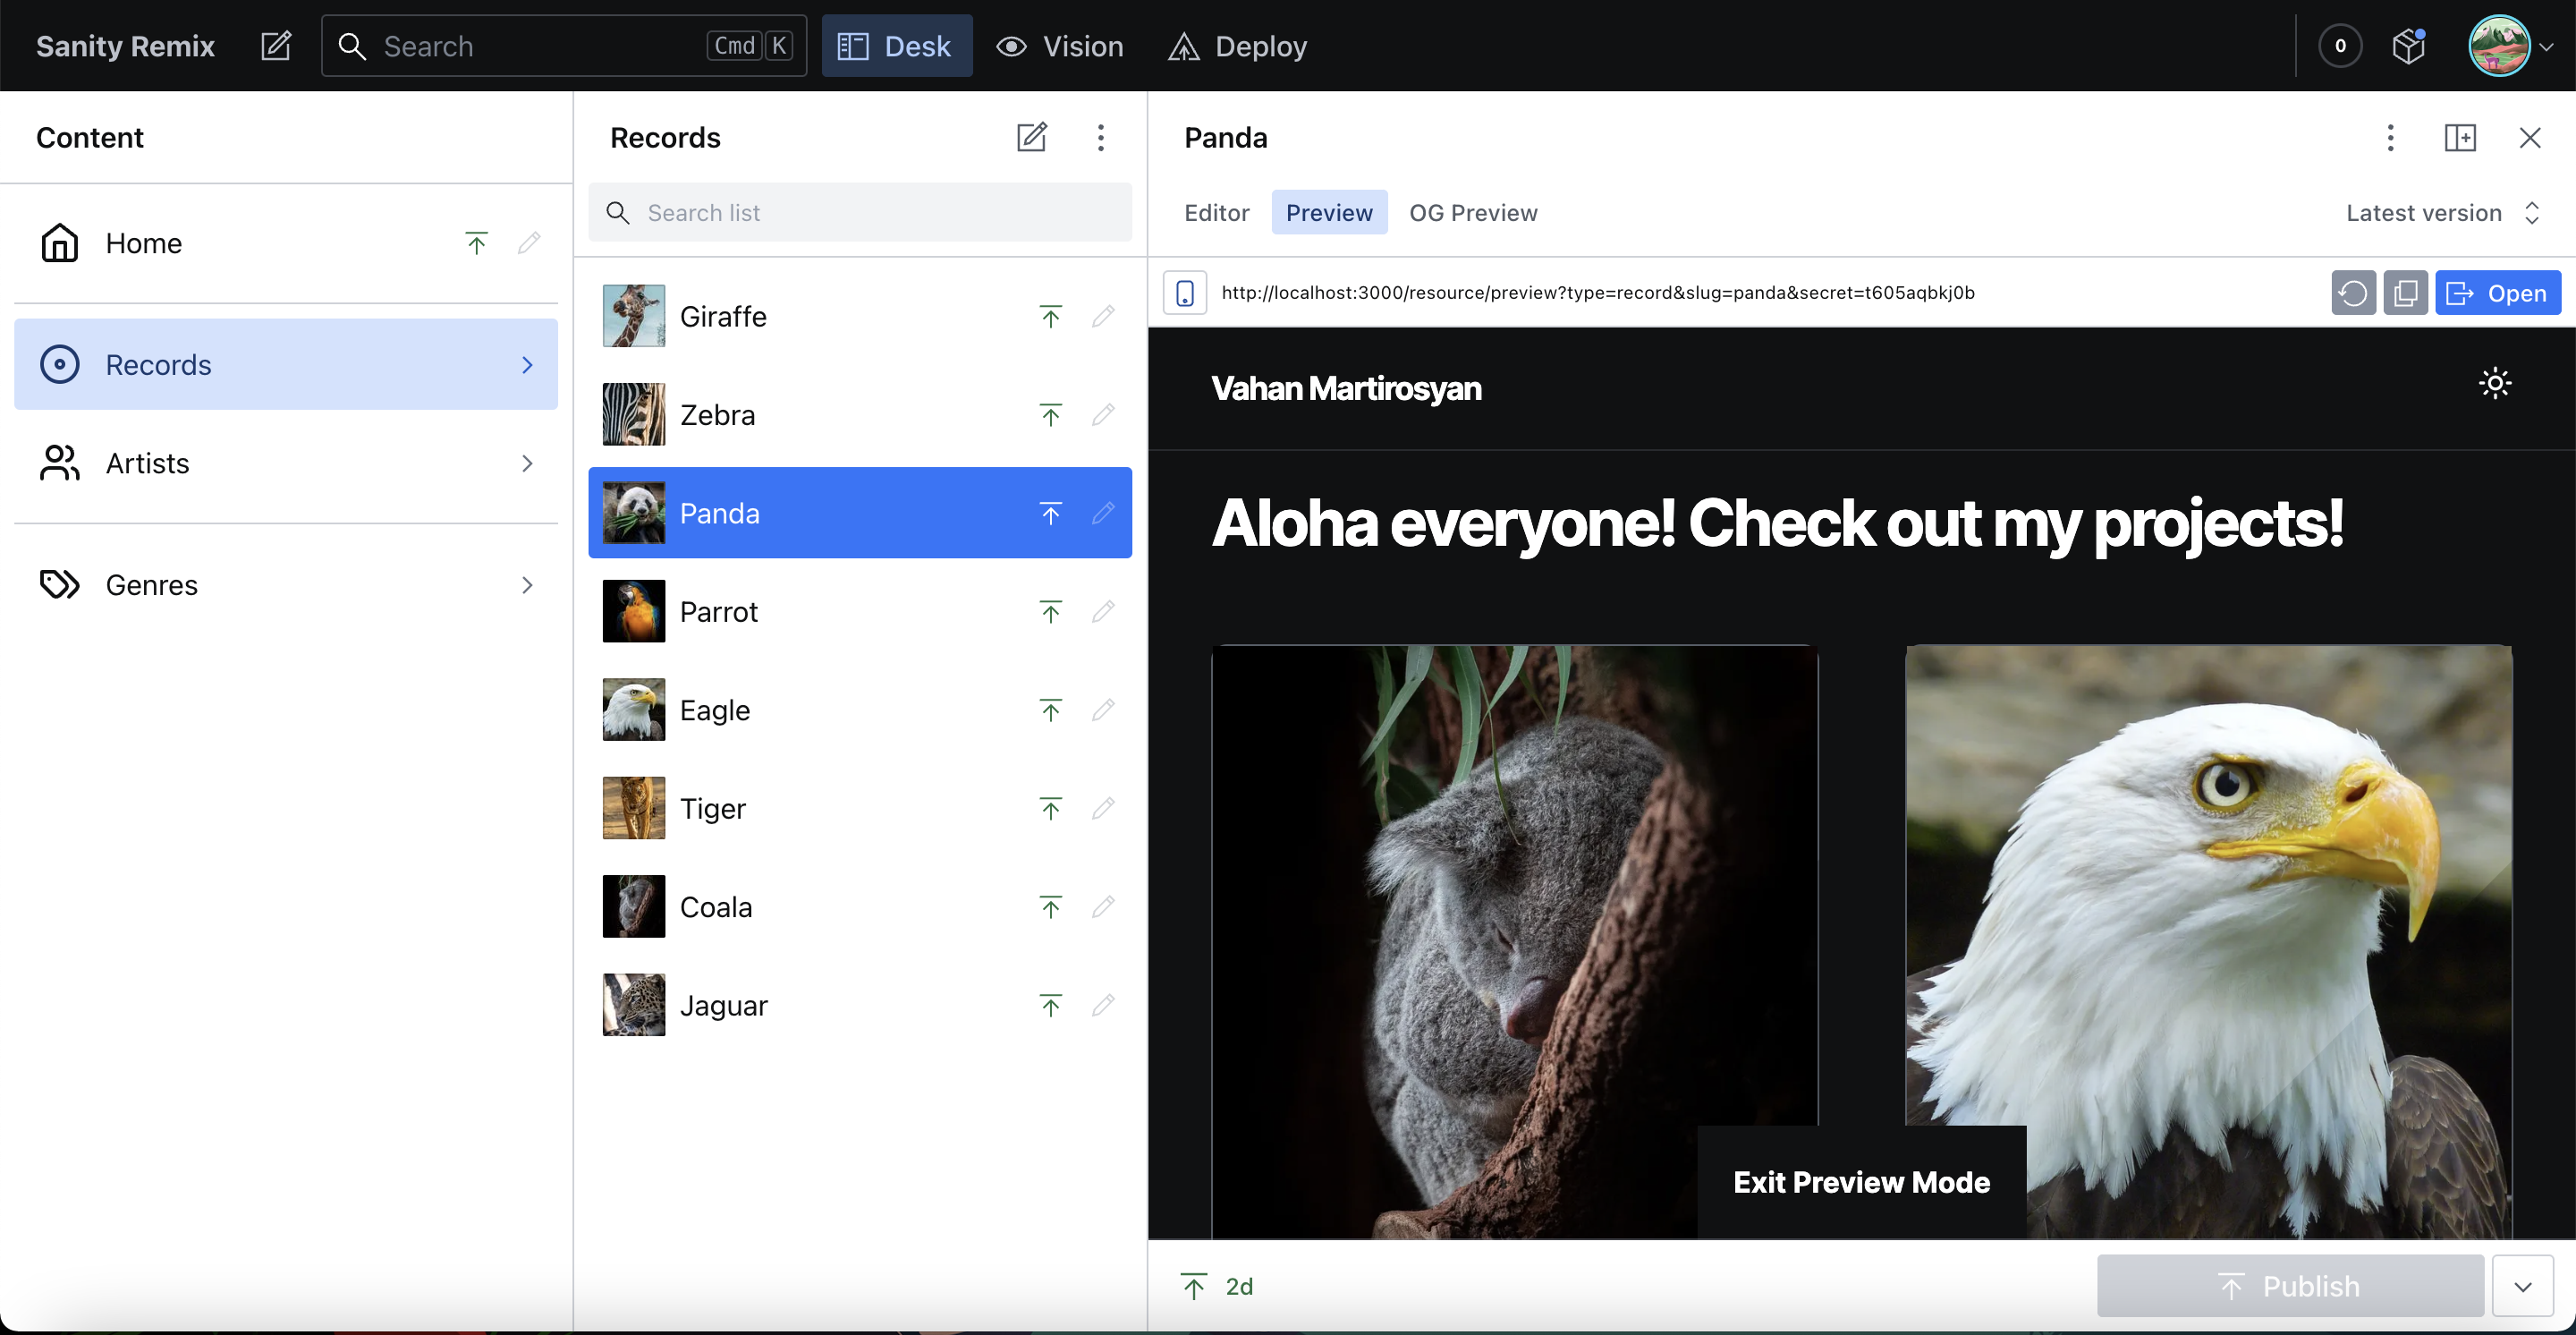 Sanity Remix
Search
Cmd K
Desk
Vision
Deploy
0
Content
Home
Records
Artists
Genres
Records
Search list
Giraffe
Zebra
Panda
Parrot
Eagle
Tiger
Coala
Jaguar
Panda
Editor
Preview
OG Preview
Latest version
http://localhost:3000/resource/preview?type=record&slug=panda&secret=t605aqbkj0b
Open
Vahan Martirosyan
Aloha everyone! Check out my projects!
Exit Preview Mode
2d
Publish